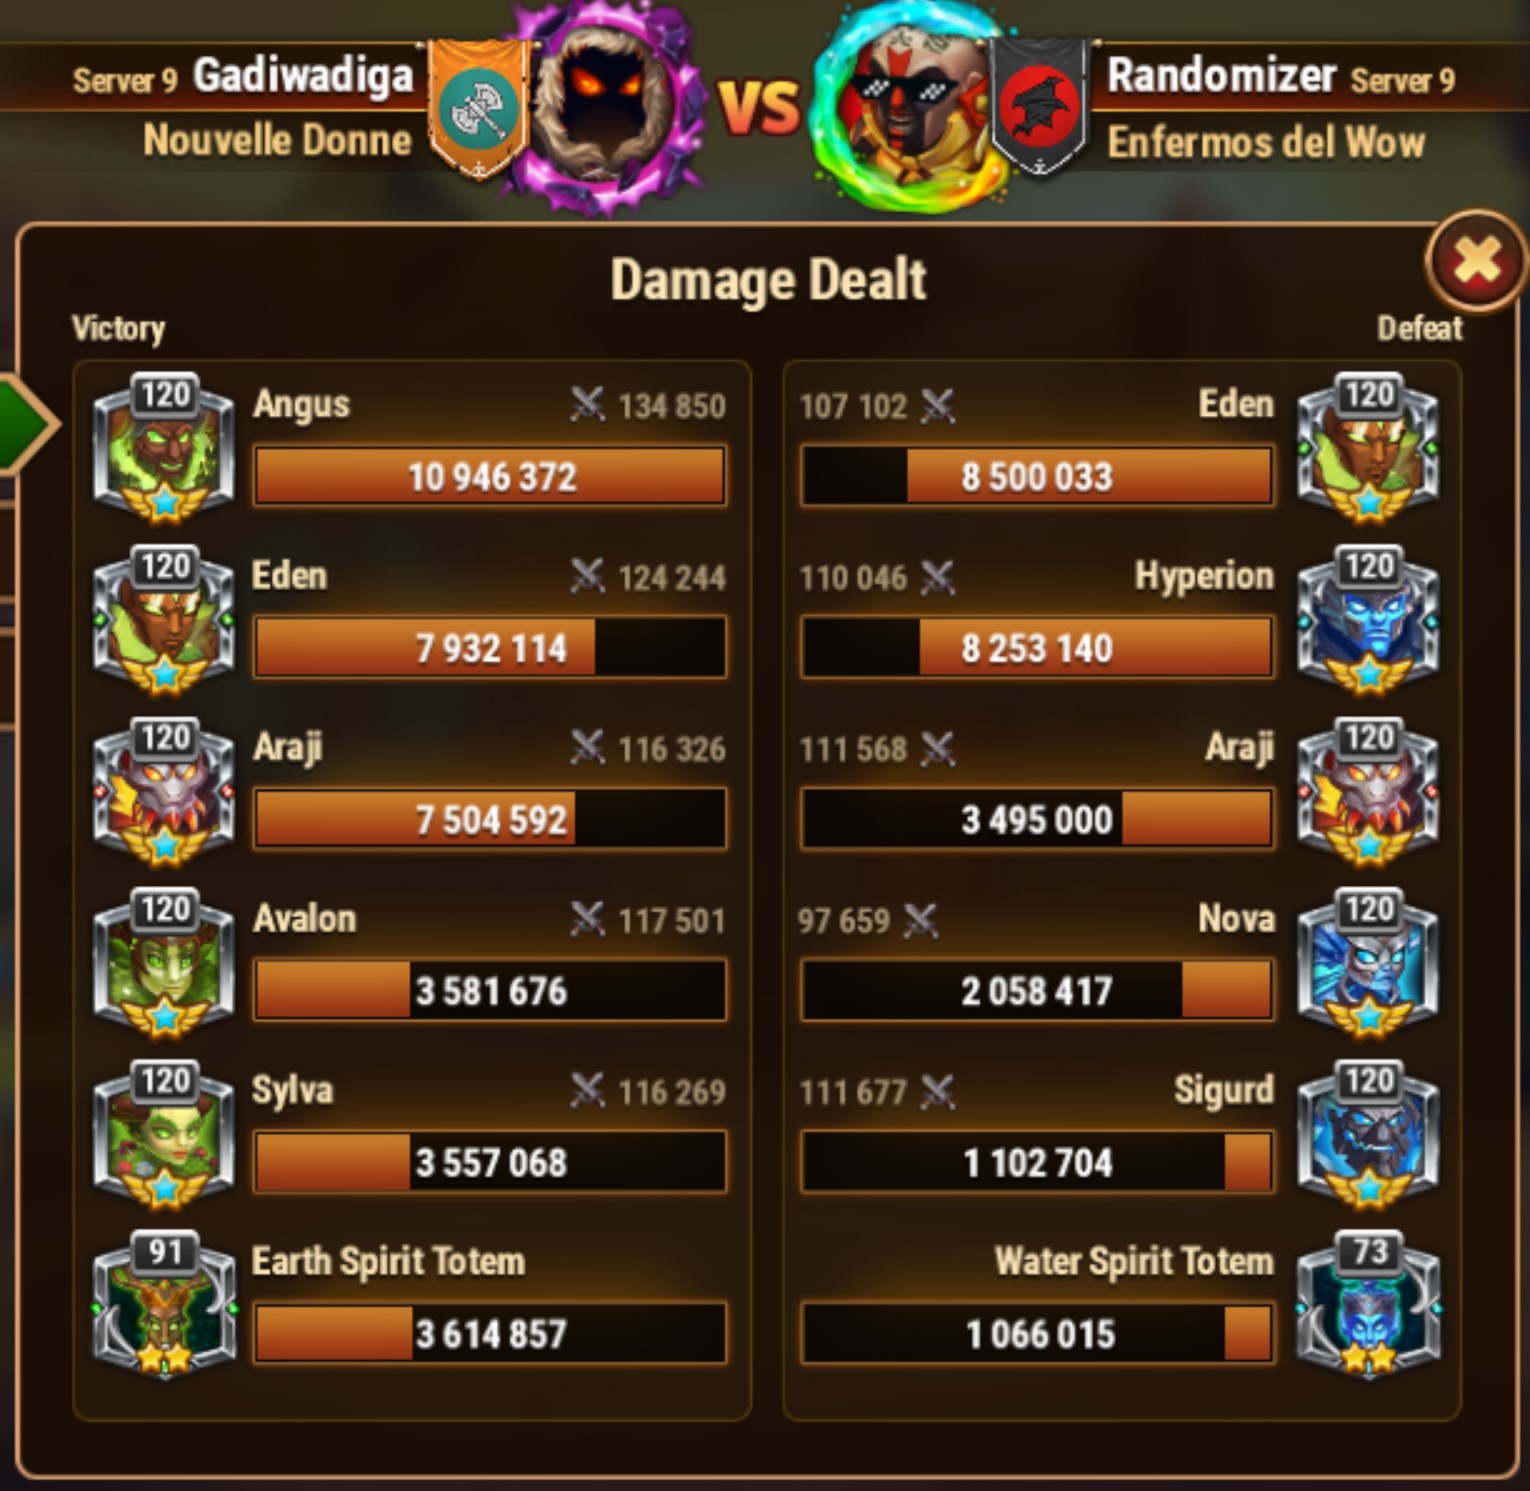 Server 9 Gadiwadiga
Nouvelle Donne
VS
Randomizer Server 9
Enfermos del Wow
Damage Dealt
Victory
Defeat
120
Angus
134 850
10 946 372
107 102
Eden
120
8 500 033
120
Eden
124 244
7 932 114
110 046
Hyperion
120
8 253 140
120
Araji
116 326
7 504 592
111 568
Araji
120
3 495 000
120
Avalon
117 501
3 581 676
97 659
Nova
120
2 058 417
120
Sylva
116 269
3 557 068
111 677
Sigurd
120
1 102 704
91
Earth Spirit Totem
3 614 857
Water Spirit Totem
73
1 066 015